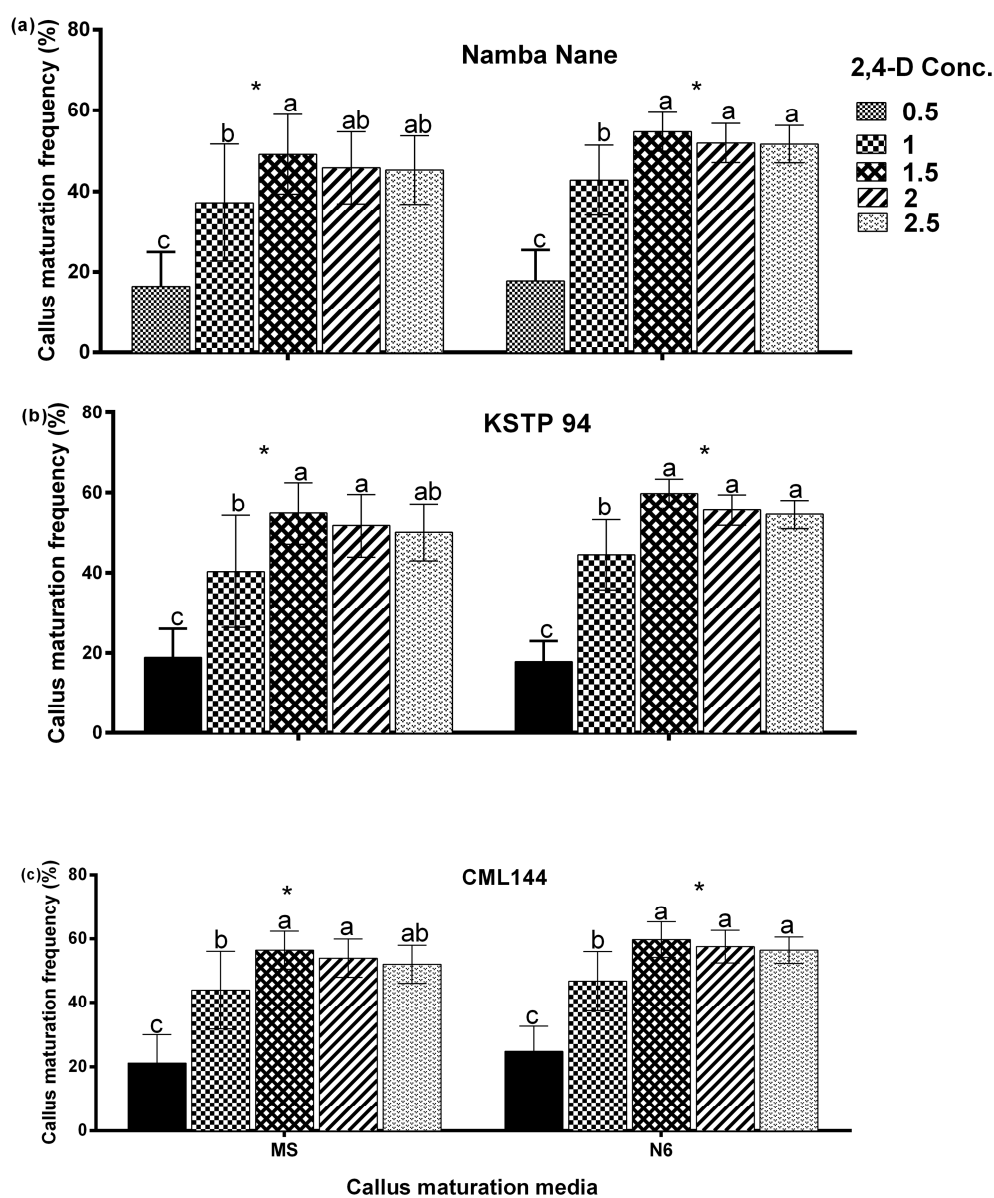 (a)
Callus maturation frequency (%)
80
60
40
20
0
Namba Nane
* *
c b a ab ab
c b a a a
2,4-D Conc.
0.5
1
1.5
2
2.5
(b)
Callus maturation frequency (%)
80
60
40
20
0
KSTP 94
* *
c b a a ab
c b a a a
(c)
Callus maturation frequency (%)
80
60
40
20
0
CML144
* *
c b a a ab
c b a a a
MS N6
Callus maturation media